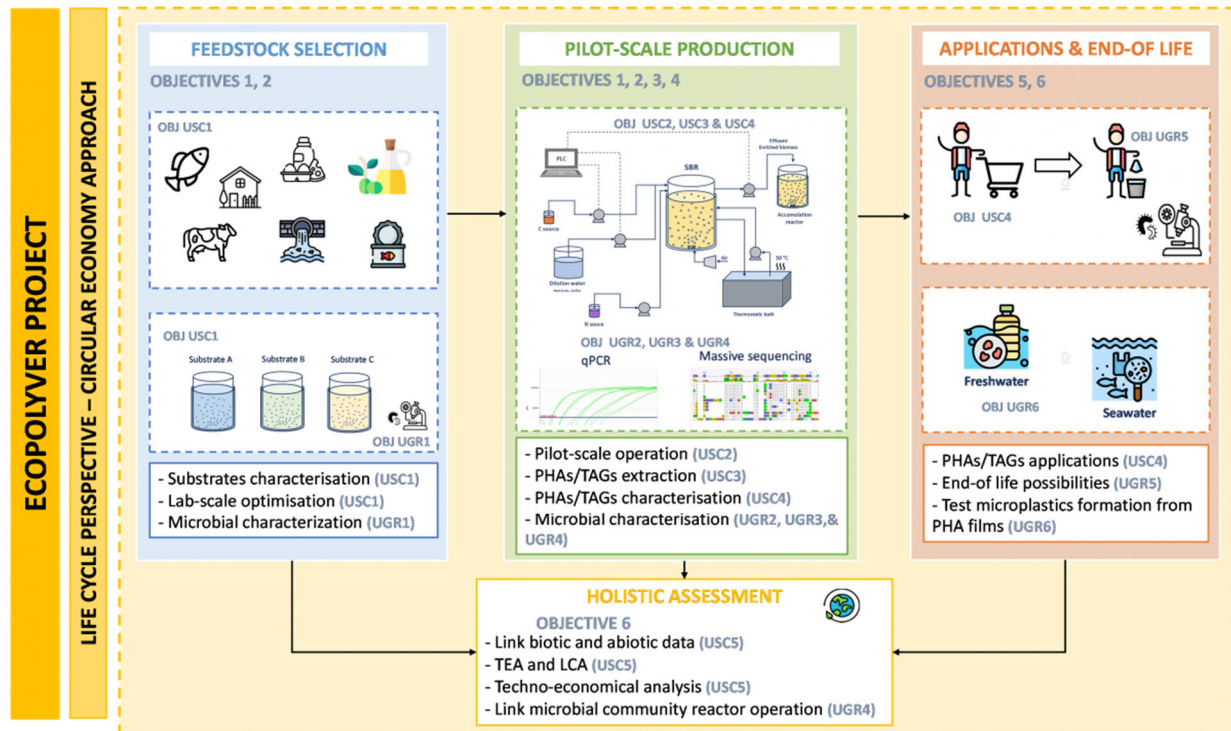 ECOPOLYVER PROJECT
LIFE CYCLE PERSPECTIVE – CIRCULAR ECONOMY APPROACH
FEEDSTOCK SELECTION
OBJECTIVES 1, 2
OBJ USC1
OBJ USC1
Substrate A
Substrate B
Substrate C
OBJ UGR1
- Substrates characterisation (USC1)
- Lab-scale optimisation (USC1)
- Microbial characterization (UGR1)
PILOT-SCALE PRODUCTION
OBJECTIVES 1, 2, 3, 4
OBJ USC2, USC3 & USC4
PLC
SBR
Effluent
Enriched biomass
C source
Accumulation
reactor
Dilution water
Nutrients, buffer
30 °C
N souce
Thermostatic bath
OBJ UGR2, UGR3 & UGR4
qPCR
Massive sequencing
- Pilot-scale operation (USC2)
- PHAs/TAGs extraction (USC3)
- PHAs/TAGs characterisation (USC4)
- Microbial characterisation (UGR2, UGR3,&
UGR4)
APPLICATIONS & END-OF LIFE
OBJECTIVES 5, 6
OBJ UGR5
OBJ USC4
Freshwater
OBJ UGR6
Seawater
- PHAs/TAGs applications (USC4)
- End-of life possibilities (UGR5)
- Test microplastics formation from
PHA films (UGR6)
HOLISTIC ASSESSMENT
OBJECTIVE 6
- Link biotic and abiotic data (USC5)
- TEA and LCA (USC5)
- Techno-economical analysis (USC5)
- Link microbial community reactor operation (UGR4)